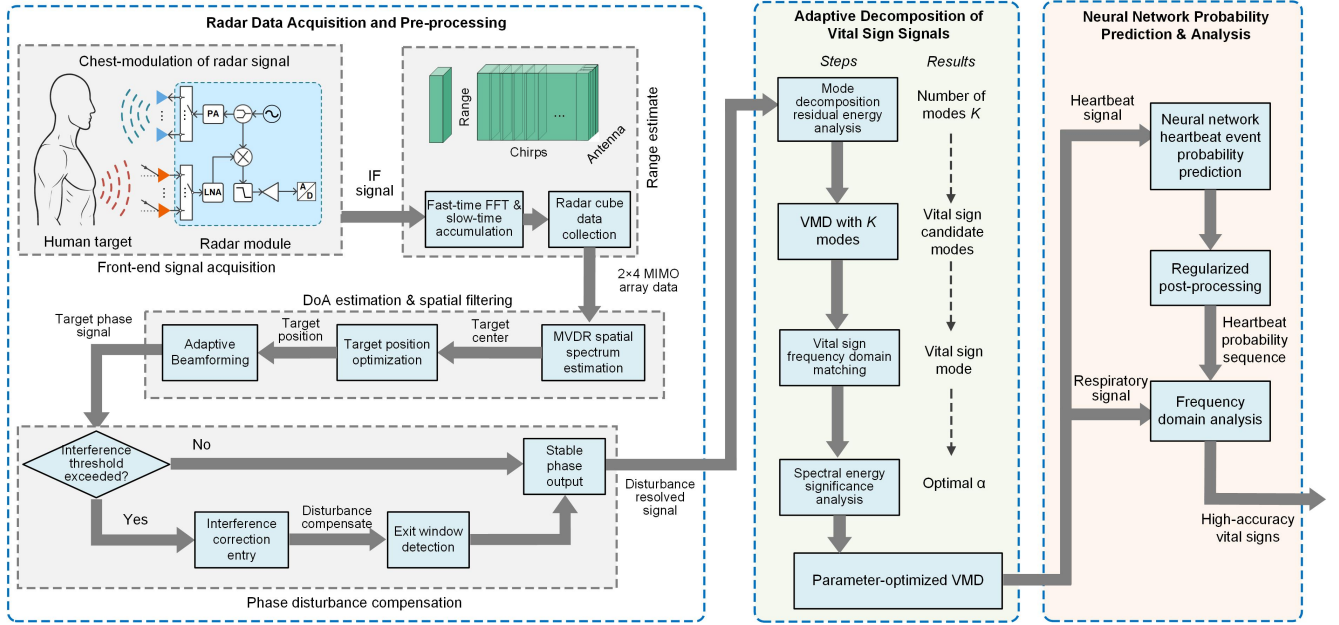 Radar Data Acquisition and Pre-processing
Chest-modulation of radar signal
PA
LNA
A
D
Human target
Radar module
Front-end signal acquisition
IF
signal
Range
Chirps
...
Antenna
Range estimate
Fast-time FFT &
slow-time
accumulation
Radar cube
data
collection
2×4 MIMO
array data
DoA estimation & spatial filtering
Target phase
signal
Adaptive
Beamforming
Target
position
Target position
optimization
Target
center
MVDR spatial
spectrum
estimation
Interference
threshold
exceeded?
No
Yes
Stable
phase
output
Interference
correction
entry
Disturbance
compensate
Exit window
detection
Phase disturbance compensation
Disturbance
resolved
signal
Adaptive Decomposition of
Vital Sign Signals
Steps
Results
Mode
decomposition
residual energy
analysis
Number of
modes K
VMD with K
modes
Vital sign
candidate
modes
Vital sign
frequency domain
matching
Vital sign
mode
Spectral energy
significance
analysis
Optimal α
Parameter-optimized VMD
Neural Network Probability
Prediction & Analysis
Heartbeat
signal
Neural network
heartbeat event
probability
prediction
Regularized
post-processing
Heartbeat
probability
sequence
Respiratory
signal
Frequency
domain analysis
High-accuracy
vital signs